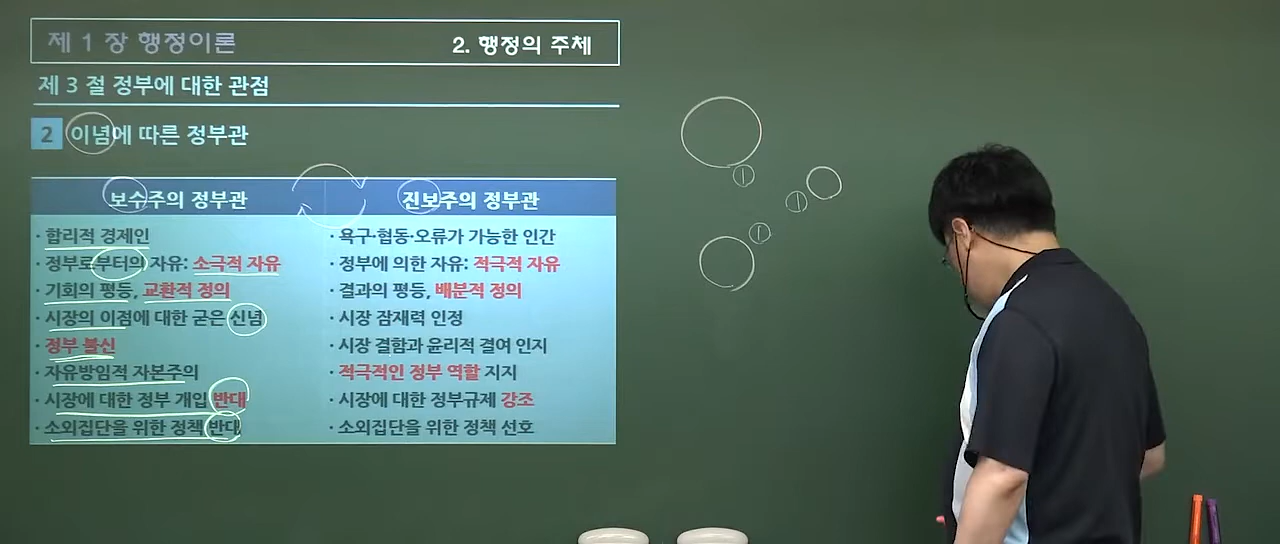 제 1 장 행정이론
2. 행정의 주체
제 3 절 정부에 대한 관점
2 이념에 따른 정부관
보수주의 정부관
진보주의 정부관
· 합리적 경제인
· 정부로부터의 자유: 소극적 자유
· 기회의 평등, 교환적 정의
· 시장의 이점에 대한 굳은 신념
· 정부 불신
· 자유방임적 자본주의
· 시장에 대한 정부 개입 반대
· 소외집단을 위한 정책 반대
· 욕구·협동·오류가 가능한 인간
· 정부에 의한 자유: 적극적 자유
· 결과의 평등, 배분적 정의
· 시장 잠재력 인정
· 시장 결함과 윤리적 결여 인지
· 적극적인 정부 역할 지지
· 시장에 대한 정부규제 강조
· 소외집단을 위한 정책 선호
1
1
1